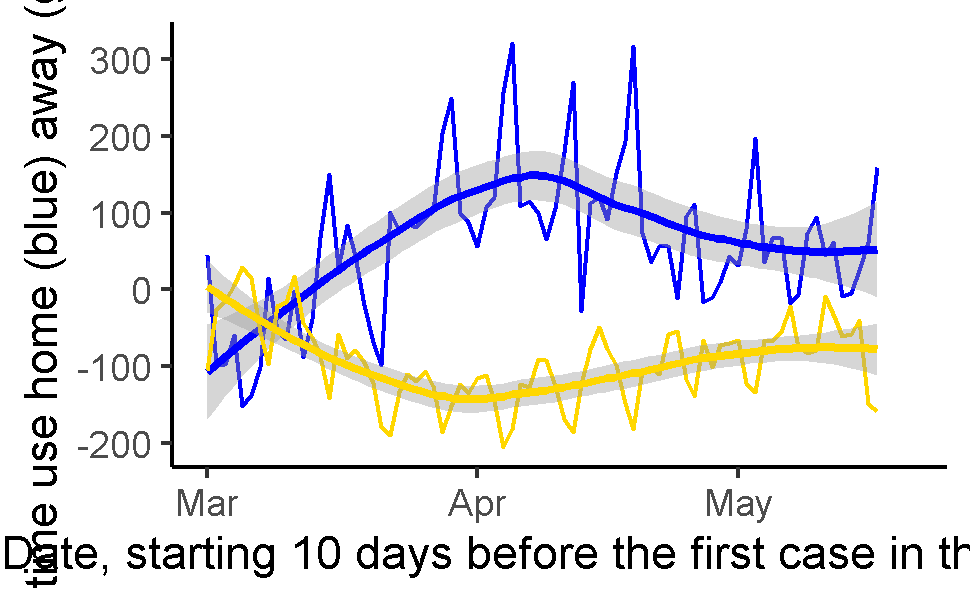 time use home (blue) away (
300
200
100
0
-100
-200
Mar Apr May
Date, starting 10 days before the first case in th